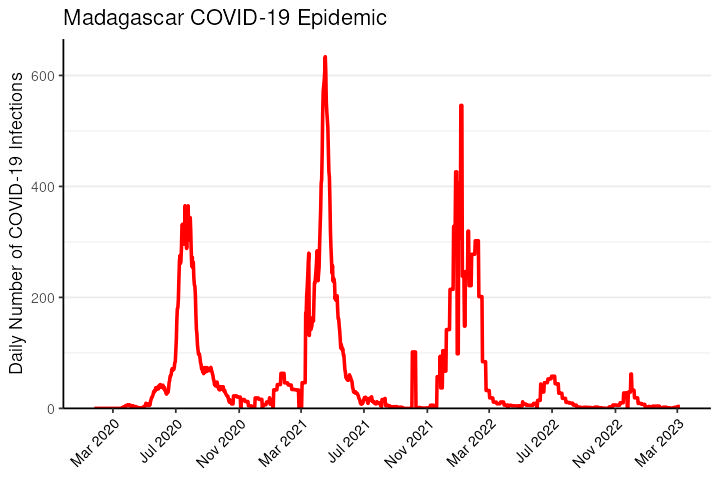 Madagascar COVID-19 Epidemic
Daily Number of COVID-19 Infections
600
400
200
0
Mar 2020
Jul 2020
Nov 2020
Mar 2021
Jul 2021
Nov 2021
Mar 2022
Jul 2022
Nov 2022
Mar 2023